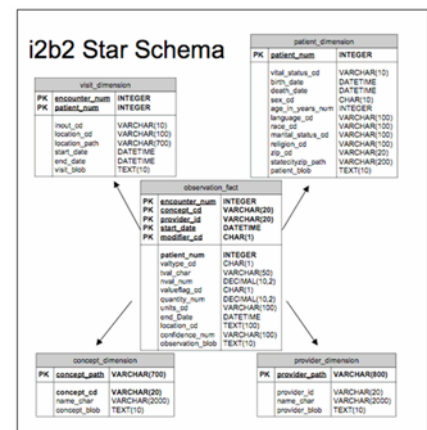 i2b2 Star Schema
patient_dimension
PK patient_num INTEGER
vital_status_cd VARCHAR(10)
birth_date DATETIME
death_date DATETIME
sex_cd CHAR(10)
age_in_years_num INTEGER
language_cd VARCHAR(100)
race_cd VARCHAR(100)
marital_status_cd VARCHAR(100)
religion_cd VARCHAR(100)
zip_cd VARCHAR(20)
statecityzip_path VARCHAR(200)
patient_blob TEXT(10)
visit_dimension
PK encounter_num INTEGER
PK patient_num INTEGER
inout_cd VARCHAR(10)
location_cd VARCHAR(100)
location_path VARCHAR(700)
start_date DATETIME
end_date DATETIME
visit_blob TEXT(10)
observation_fact
PK encounter_num INTEGER
PK concept_cd VARCHAR(20)
PK provider_id VARCHAR(20)
PK start_date DATETIME
PK modifier_cd CHAR(1)
patient_num INTEGER
valtype_cd CHAR(1)
tval_char VARCHAR(50)
nval_num DECIMAL(10,2)
valueflag_cd CHAR(1)
quantity_num DECIMAL(10,2)
units_cd VARCHAR(100)
end_Date DATETIME
location_cd TEXT(100)
confidence_num VARCHAR(100)
observation_blob TEXT(10)
concept_dimension
PK concept_path VARCHAR(700)
concept_cd VARCHAR(20)
name_char VARCHAR(2000)
concept_blob TEXT(10)
provider_dimension
PK provider_path VARCHAR(800)
provider_id VARCHAR(20)
name_char VARCHAR(2000)
provider_blob TEXT(10)